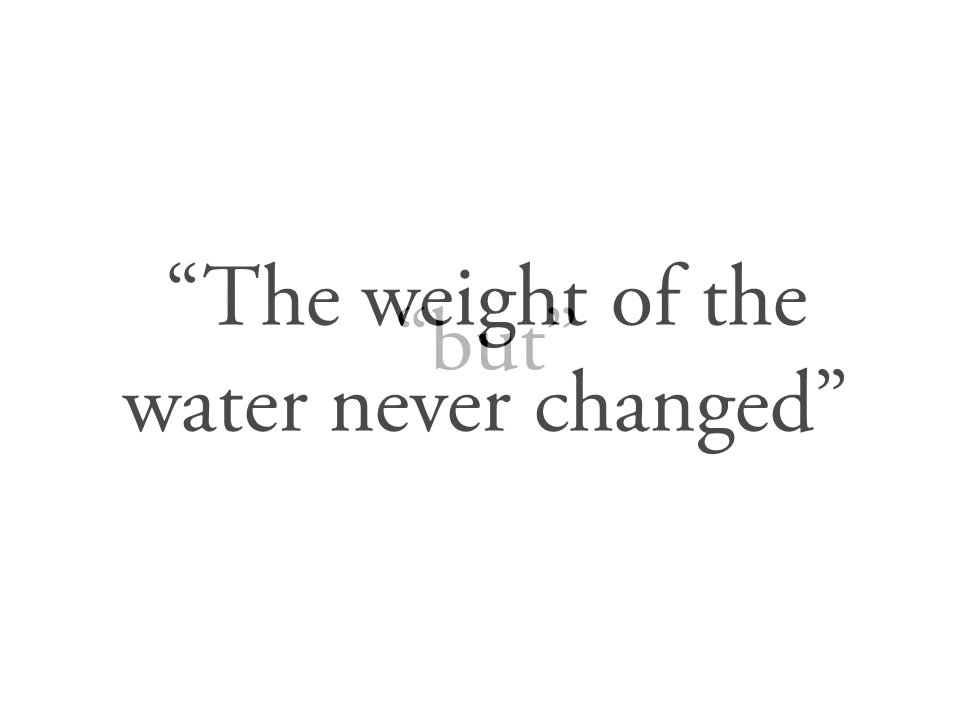 “The weight of the
“but”
water never changed”